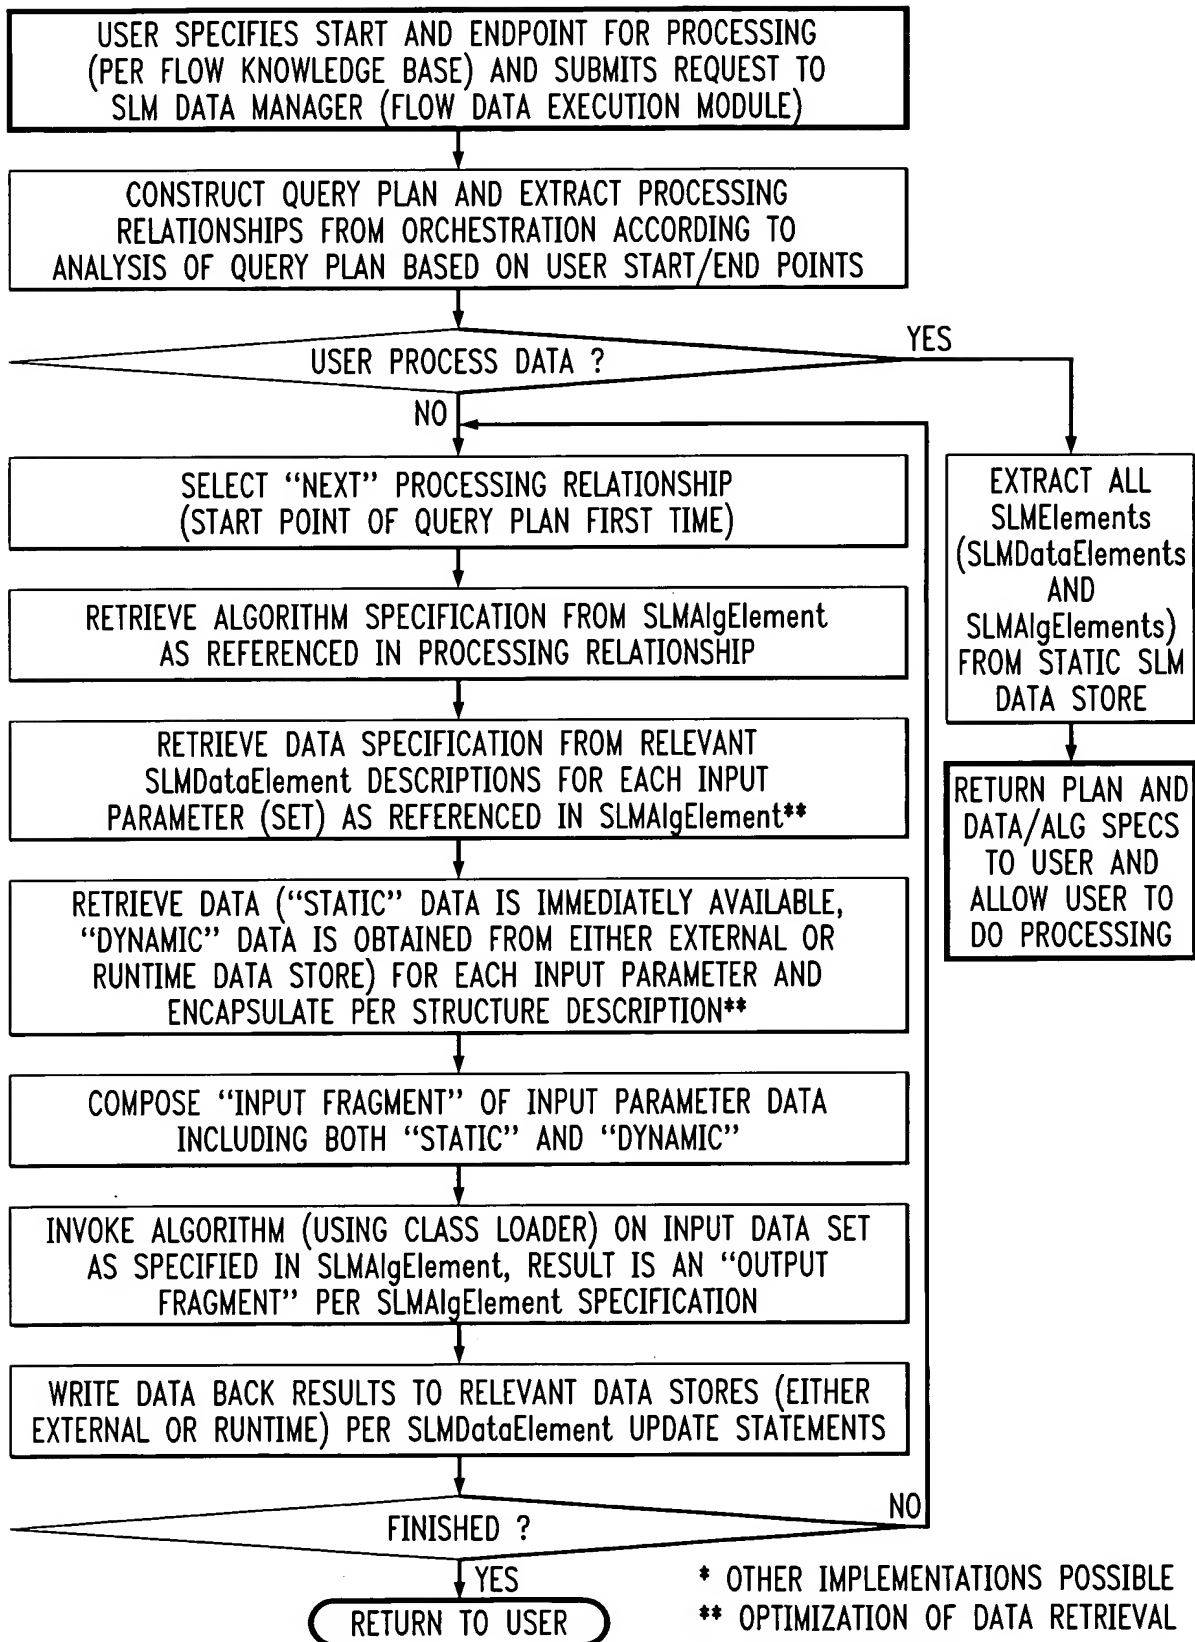 USER SPECIFIES START AND ENDPOINT FOR PROCESSING
(PER FLOW KNOWLEDGE BASE) AND SUBMITS REQUEST TO
SLM DATA MANAGER (FLOW DATA EXECUTION MODULE)
CONSTRUCT QUERY PLAN AND EXTRACT PROCESSING
RELATIONSHIPS FROM ORCHESTRATION ACCORDING TO
ANALYSIS OF QUERY PLAN BASED ON USER START/END POINTS
USER PROCESS DATA ?
YES
NO
SELECT “NEXT” PROCESSING RELATIONSHIP
(START POINT OF QUERY PLAN FIRST TIME)
RETRIEVE ALGORITHM SPECIFICATION FROM SLMAlgElement
AS REFERENCED IN PROCESSING RELATIONSHIP
RETRIEVE DATA SPECIFICATION FROM RELEVANT
SLMDataElement DESCRIPTIONS FOR EACH INPUT
PARAMETER (SET) AS REFERENCED IN SLMAlgElement**
RETRIEVE DATA (“STATIC” DATA IS IMMEDIATELY AVAILABLE,
“DYNAMIC” DATA IS OBTAINED FROM EITHER EXTERNAL OR
RUNTIME DATA STORE) FOR EACH INPUT PARAMETER AND
ENCAPSULATE PER STRUCTURE DESCRIPTION**
COMPOSE “INPUT FRAGMENT” OF INPUT PARAMETER DATA
INCLUDING BOTH “STATIC” AND “DYNAMIC”
INVOKE ALGORITHM (USING CLASS LOADER) ON INPUT DATA SET
AS SPECIFIED IN SLMAlgElement, RESULT IS AN “OUTPUT
FRAGMENT” PER SLMAlgElement SPECIFICATION
WRITE DATA BACK RESULTS TO RELEVANT DATA STORES (EITHER
EXTERNAL OR RUNTIME) PER SLMDataElement UPDATE STATEMENTS
FINISHED ?
NO
YES
RETURN TO USER
EXTRACT ALL
SLMElements
(SLMDataElements
AND
SLMAlgElements)
FROM STATIC SLM
DATA STORE
RETURN PLAN AND
DATA/ALG SPECS
TO USER AND
ALLOW USER TO
DO PROCESSING
* OTHER IMPLEMENTATIONS POSSIBLE
** OPTIMIZATION OF DATA RETRIEVAL